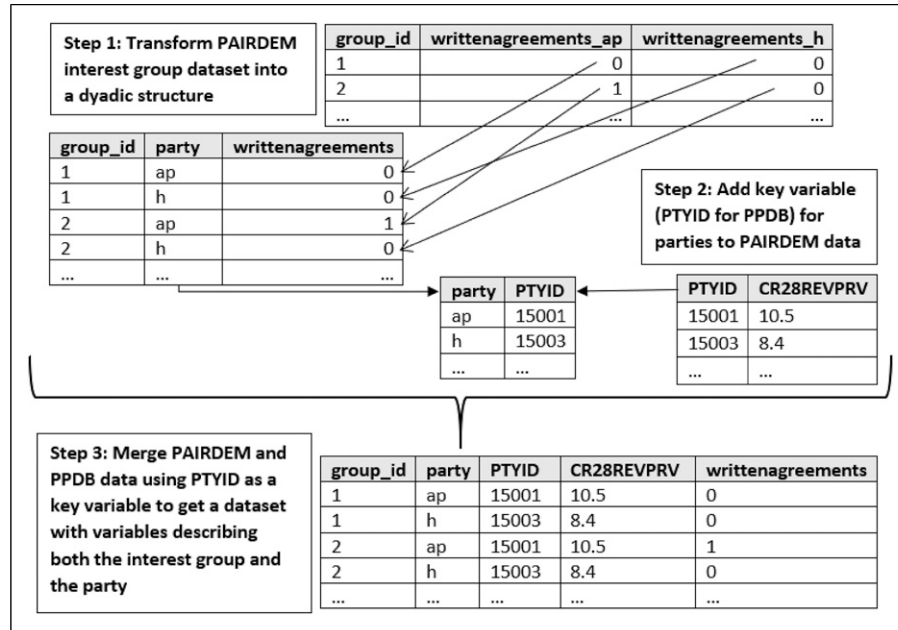 Step 1: Transform PAIRDEM
interest group dataset into
a dyadic structure
group_id writtenagreements_ap writtenagreements_h
1 0 0
2 1 0
... ... ...
group_id party writtenagreements
1 ap 0
1 h 0
2 ap 1
2 h 0
... ... ...
Step 2: Add key variable
(PTYID for PPDB) for
parties to PAIRDEM data
party PTYID
ap 15001
h 15003
... ...
PTYID CR28REVPRV
15001 10.5
15003 8.4
... ...
Step 3: Merge PAIRDEM and
PPDB data using PTYID as a
key variable to get a dataset
with variables describing
both the interest group and
the party
group_id party PTYID CR28REVPRV writtenagreements
1 ap 15001 10.5 0
1 h 15003 8.4 0
2 ap 15001 10.5 1
2 h 15003 8.4 0
... ... ... ... ...